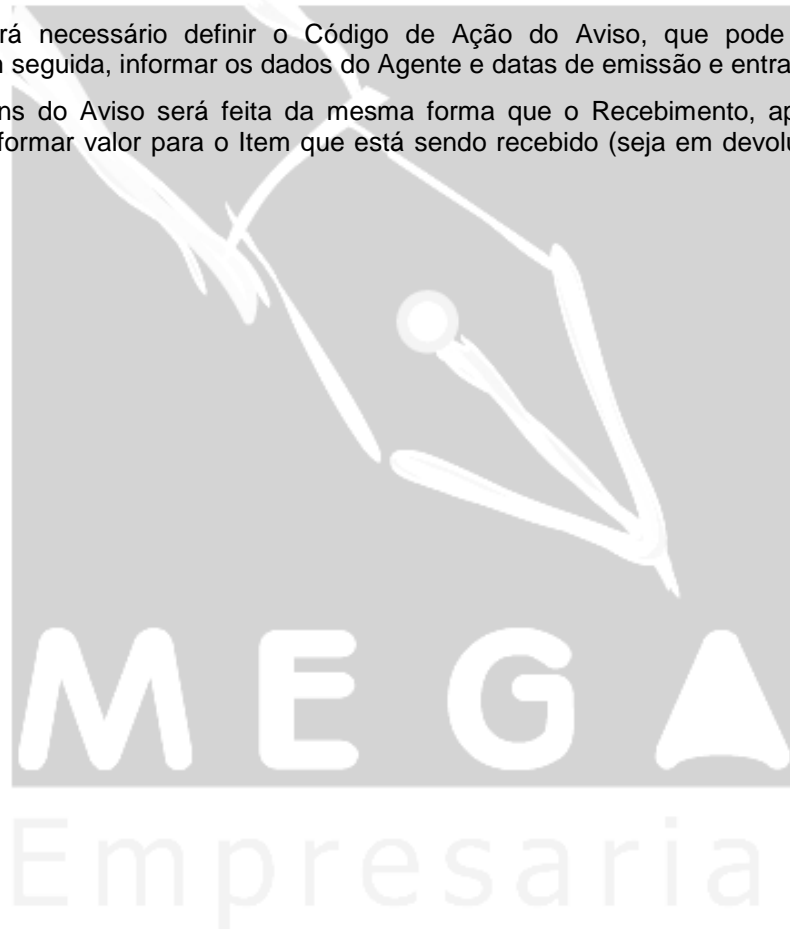 rá necessário definir o Código de Ação do Aviso, que pode
seguida, informar os dados do Agente e datas de emissão e entra
ns do Aviso será feita da mesma forma que o Recebimento, ap
formar valor para o Item que está sendo recebido (seja em devolu
MEGA
Empresaria